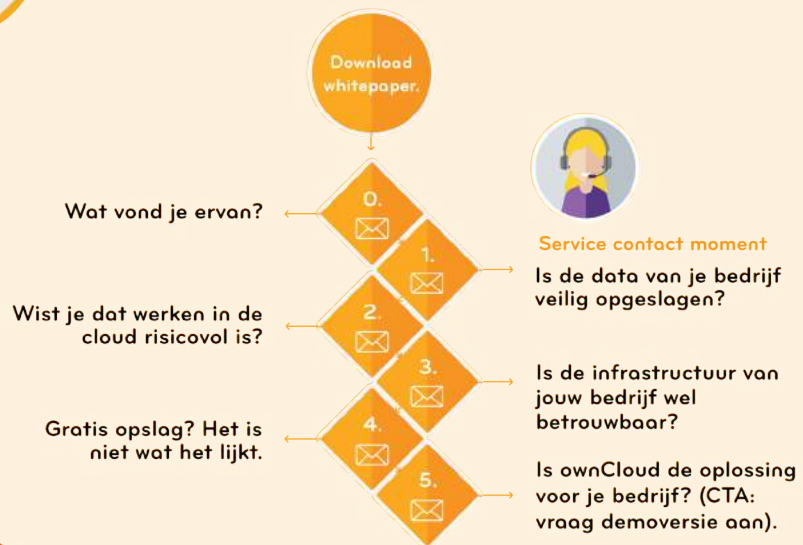 Download
whitepaper.
0.
Wat vond je ervan?
Service contact moment
1.
Is de data van je bedrijf
veilig opgeslagen?
2.
Wist je dat werken in de
cloud risicovol is?
3.
Is de infrastructuur van
jouw bedrijf wel
betrouwbaar?
4.
Gratis opslag? Het is
niet wat het lijkt.
5.
Is ownCloud de oplossing
voor je bedrijf? (CTA:
vraag demoversie aan).